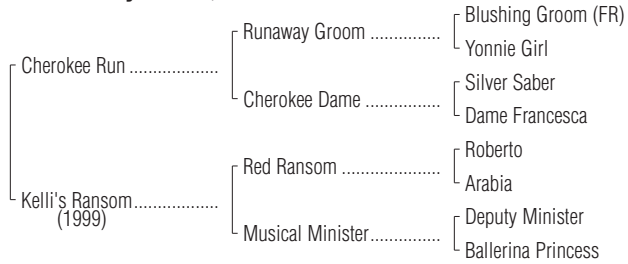 Blushing Groom (FR)
Runaway Groom ................
Yonnie Girl
Cherokee Run ...................
Silver Saber
Cherokee Dame ................
Dame Francesca
Roberto
Red Ransom .....................
Arabia
Kelli's Ransom..................
(1999)
Deputy Minister
Musical Minister................
Ballerina Princess